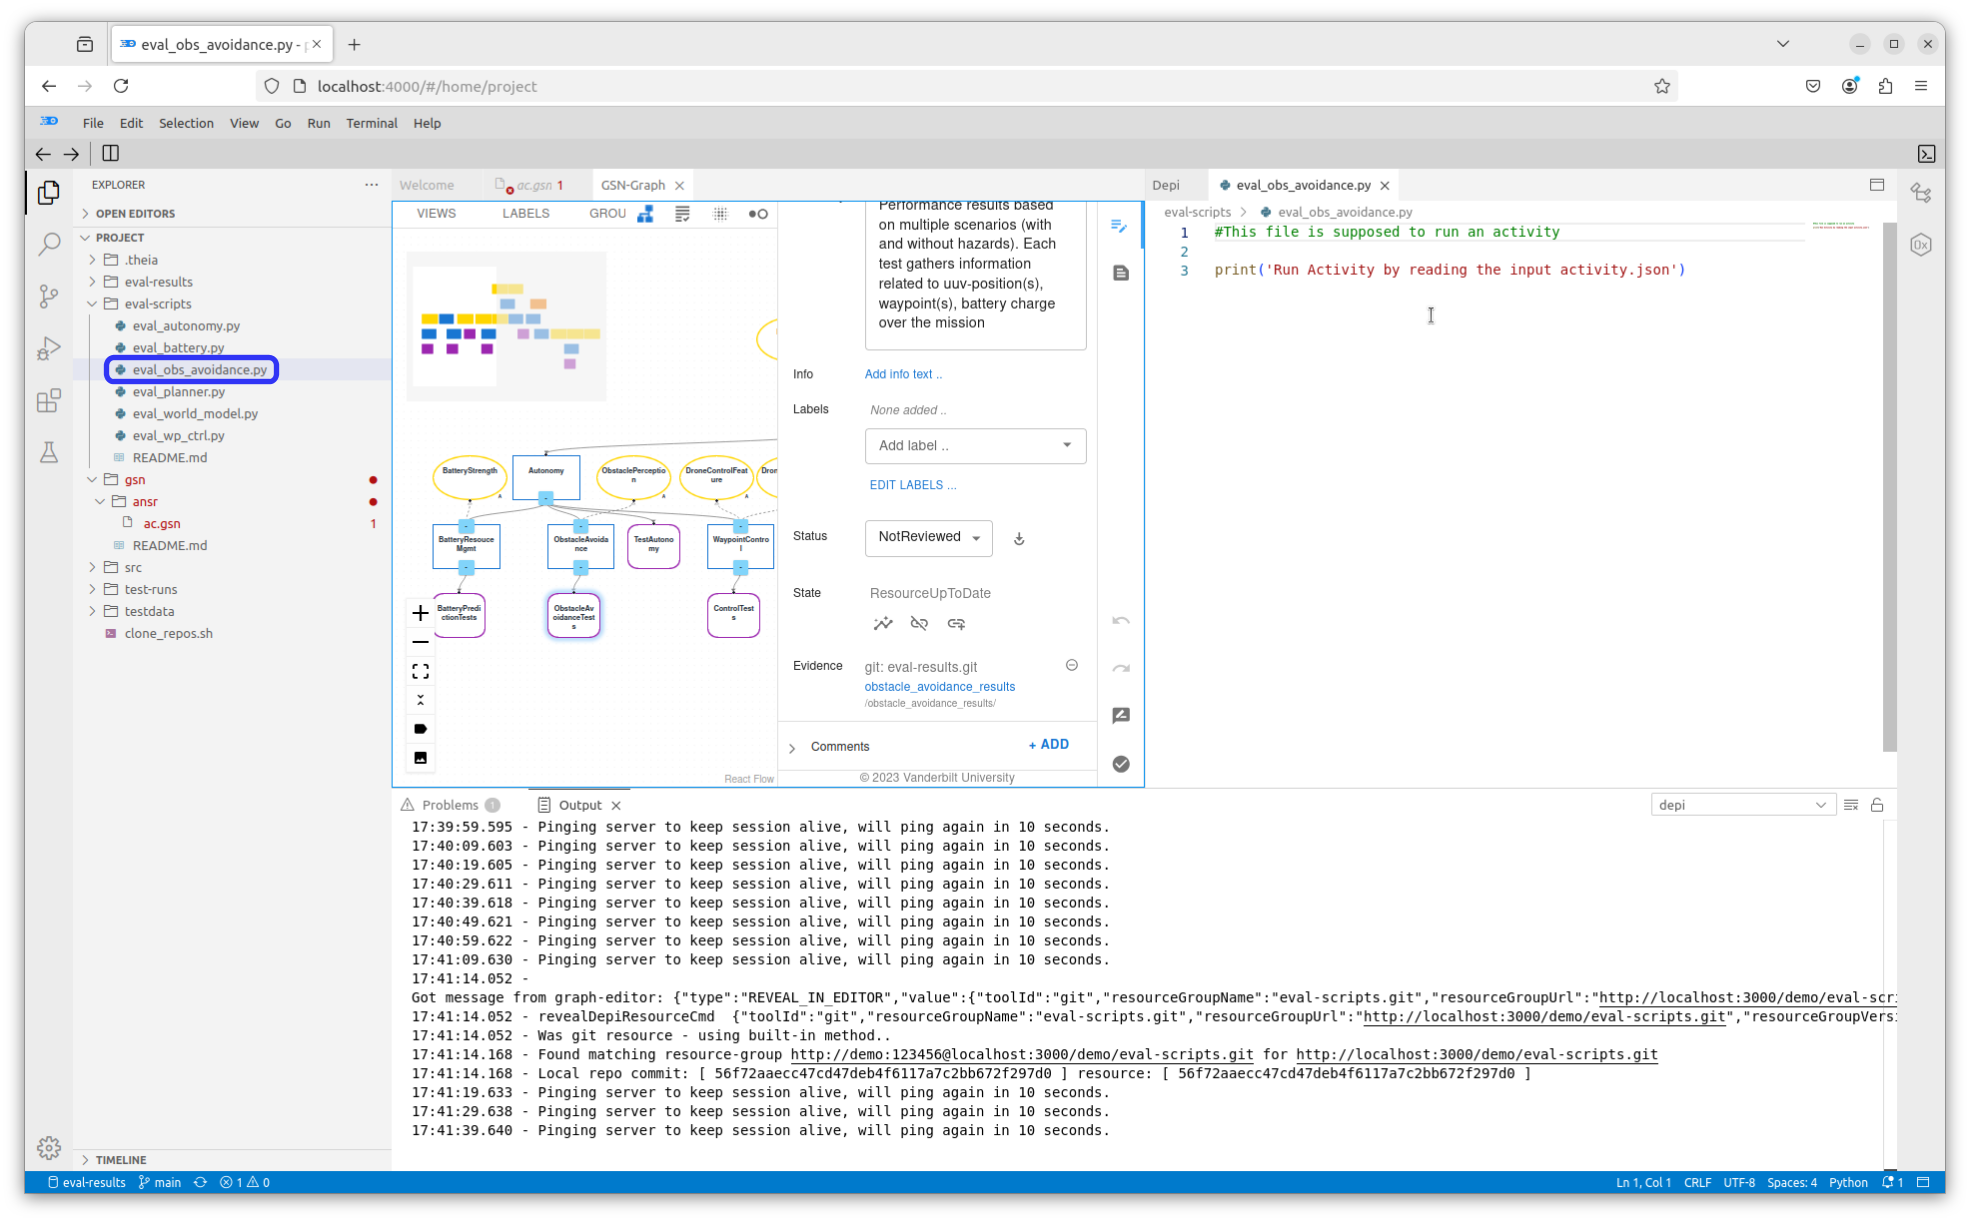 eval_obs_avoidance.py -
localhost:4000/#/home/project
File Edit Selection View Go Run Terminal Help
EXPLORER
OPEN EDITORS
PROJECT
.theia
eval-results
eval-scripts
eval_autonomy.py
eval_battery.py
eval_obs_avoidance.py
eval_planner.py
eval_world_model.py
eval_wp_ctrl.py
README.md
gsn
ansr
ac.gsn 1
README.md
src
test-runs
testdata
clone_repos.sh
TIMELINE
Welcome ac.gsn 1 GSN-Graph
VIEWS LABELS GROU
BatteryStrength
A
Autonomy
-
ObstaclePerceptio
n
A
DroneControlFeat
ure
A
Dron
BatteryResouce
Mgmt
ObstacleAvoida
nce
TestAutono
my
WaypointContro
l
BatteryPredi
ctionTests
ObstacleAv
oidanceTest
s
ControlTest
s
React Flow
Performance results based
on multiple scenarios (with
and without hazards). Each
test gathers information
related to uuv-position(s),
waypoint(s), battery charge
over the mission
Info Add info text ..
Labels None added ..
Add label ..
EDIT LABELS ...
Status NotReviewed
State ResourceUpToDate
Evidence git: eval-results.git
obstacle_avoidance_results
/obstacle_avoidance_results/
Comments + ADD
© 2023 Vanderbilt University
Depi eval_obs_avoidance.py
eval-scripts > eval_obs_avoidance.py
1 #This file is supposed to run an activity
2
3 print('Run Activity by reading the input activity.json')
Problems 1 Output depi
17:39:59.595 - Pinging server to keep session alive, will ping again in 10 seconds.
17:40:09.603 - Pinging server to keep session alive, will ping again in 10 seconds.
17:40:19.605 - Pinging server to keep session alive, will ping again in 10 seconds.
17:40:29.611 - Pinging server to keep session alive, will ping again in 10 seconds.
17:40:39.618 - Pinging server to keep session alive, will ping again in 10 seconds.
17:40:49.621 - Pinging server to keep session alive, will ping again in 10 seconds.
17:40:59.622 - Pinging server to keep session alive, will ping again in 10 seconds.
17:41:09.630 - Pinging server to keep session alive, will ping again in 10 seconds.
17:41:14.052 -
Got message from graph-editor: {"type":"REVEAL_IN_EDITOR","value":{"toolId":"git","resourceGroupName":"eval-scripts.git","resourceGroupUrl":"http://localhost:3000/demo/eval-scr
17:41:14.052 - revealDepiResourceCmd {"toolId":"git","resourceGroupName":"eval-scripts.git","resourceGroupUrl":"http://localhost:3000/demo/eval-scripts.git","resourceGroupVersi
17:41:14.052 - Was git resource - using built-in method..
17:41:14.168 - Found matching resource-group http://demo:123456@localhost:3000/demo/eval-scripts.git for http://localhost:3000/demo/eval-scripts.git
17:41:14.168 - Local repo commit: [ 56f72aaecc47cd47deb4f6117a7c2bb672f297d0 ] resource: [ 56f72aaecc47cd47deb4f6117a7c2bb672f297d0 ]
17:41:19.633 - Pinging server to keep session alive, will ping again in 10 seconds.
17:41:29.638 - Pinging server to keep session alive, will ping again in 10 seconds.
17:41:39.640 - Pinging server to keep session alive, will ping again in 10 seconds.
eval-results main 1 0 Ln 1, Col 1 CRLF UTF-8 Spaces: 4 Python 1